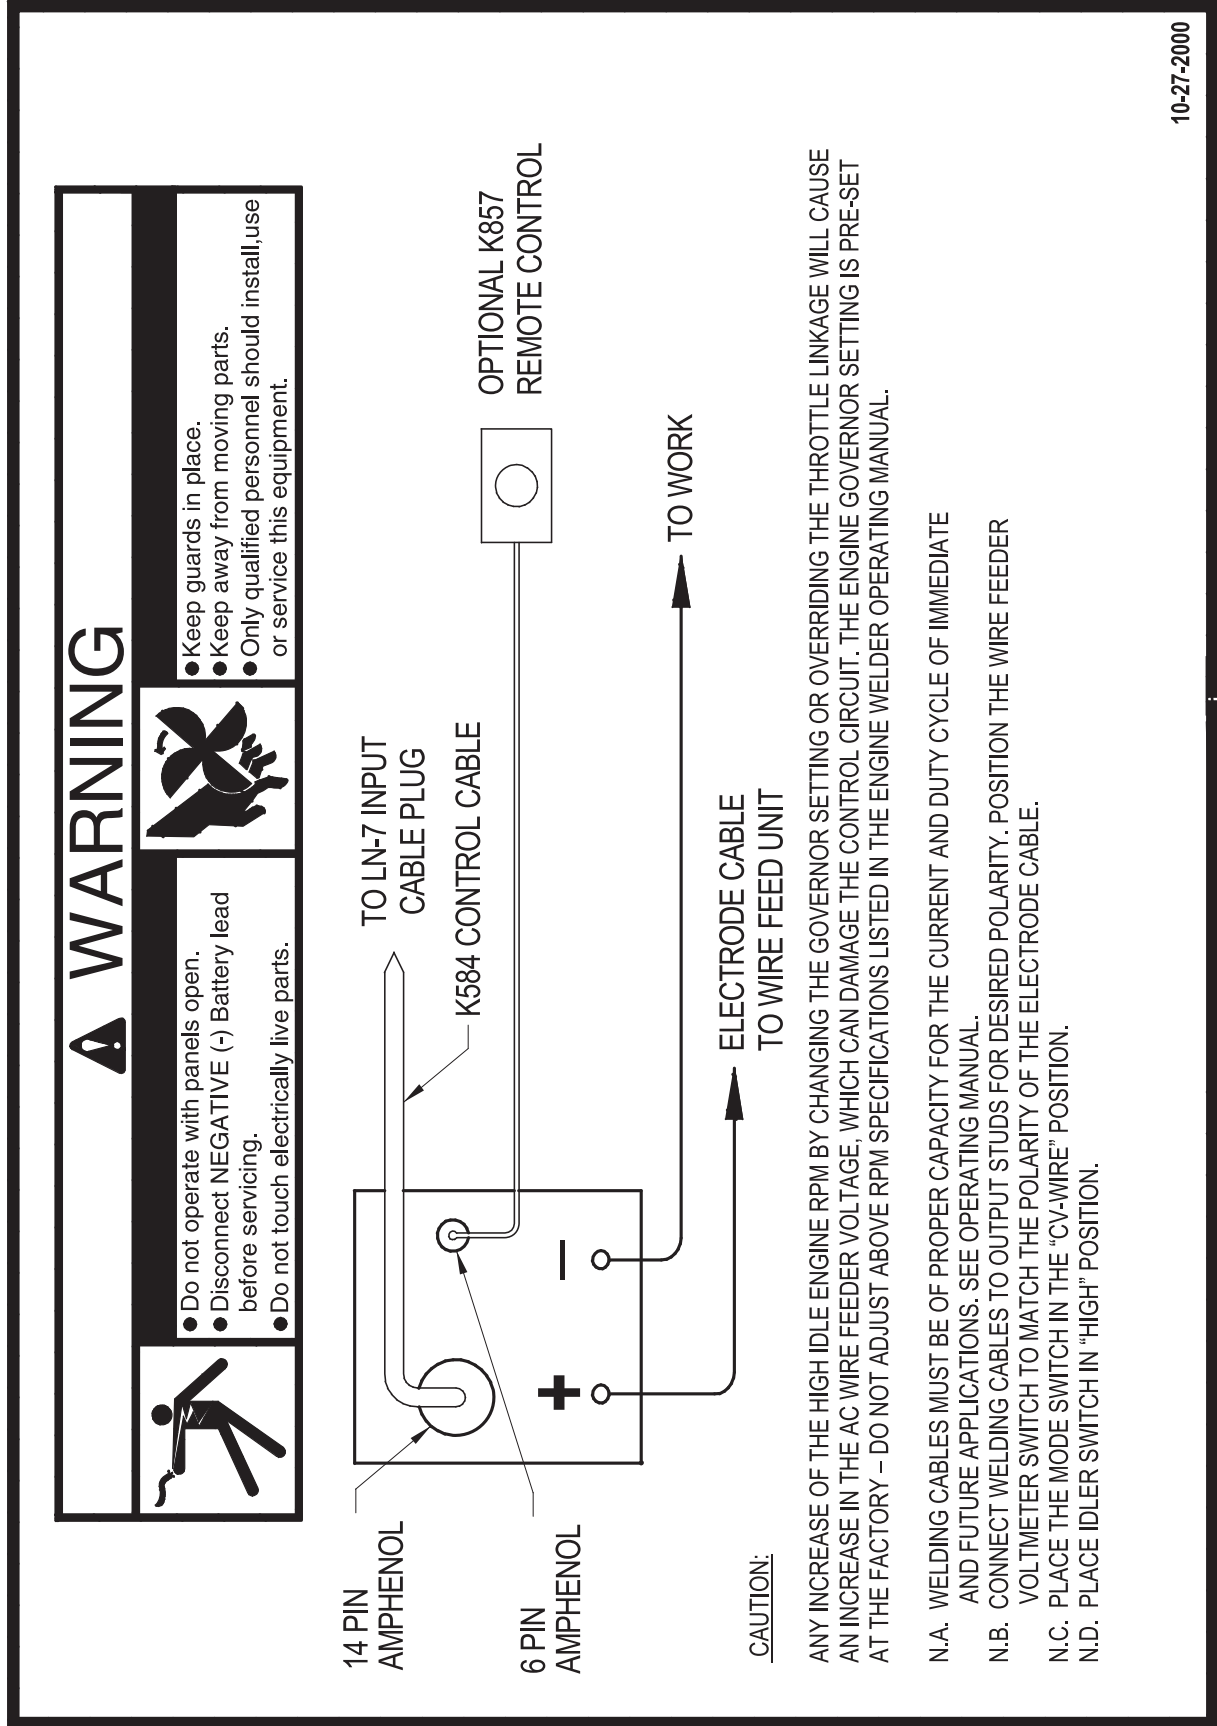 WARNING
● Do not operate with panels open.
● Disconnect NEGATIVE (-) Battery lead
before servicing.
● Do not touch electrically live parts.
● Keep guards in place.
● Keep away from moving parts.
● Only qualified personnel should install,use
or service this equipment.
14 PIN
AMPHENOL
6 PIN
AMPHENOL
+
–
TO LN-7 INPUT
CABLE PLUG
K584 CONTROL CABLE
OPTIONAL K857
REMOTE CONTROL
TO WORK
ELECTRODE CABLE
TO WIRE FEED UNIT
CAUTION:
ANY INCREASE OF THE HIGH IDLE ENGINE RPM BY CHANGING THE GOVERNOR SETTING OR OVERRIDING THE THROTTLE LINKAGE WILL CAUSE
AN INCREASE IN THE AC WIRE FEEDER VOLTAGE, WHICH CAN DAMAGE THE CONTROL CIRCUIT. THE ENGINE GOVERNOR SETTING IS PRE-SET
AT THE FACTORY – DO NOT ADJUST ABOVE RPM SPECIFICATIONS LISTED IN THE ENGINE WELDER OPERATING MANUAL.
N.A. WELDING CABLES MUST BE OF PROPER CAPACITY FOR THE CURRENT AND DUTY CYCLE OF IMMEDIATE
AND FUTURE APPLICATIONS. SEE OPERATING MANUAL.
N.B. CONNECT WELDING CABLES TO OUTPUT STUDS FOR DESIRED POLARITY. POSITION THE WIRE FEEDER
VOLTMETER SWITCH TO MATCH THE POLARITY OF THE ELECTRODE CABLE.
N.C. PLACE THE MODE SWITCH IN THE “CV-WIRE” POSITION.
N.D. PLACE IDLER SWITCH IN “HIGH” POSITION.
10-27-2000